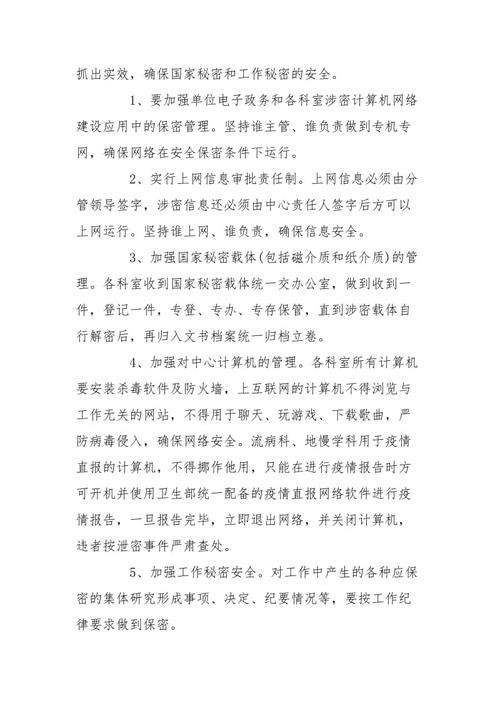 抓出实效，确保国家秘密和工作秘密的安全。
1、要加强单位电子政务和各科室涉密计算机网络
建设应用中的保密管理。坚持谁主管、谁负责做到专机专
网，确保网络在安全保密条件下运行。
2、实行上网信息审批责任制。上网信息必须由分
管领导签字，涉密信息还必须由中心责任人签字后方可以
上网运行。坚持谁上网、谁负责，确保信息安全。
3、加强国家秘密载体(包括磁介质和纸介质)的管
理。各科室收到国家秘密载体统一交办公室，做到收到一
件，登记一件，专登、专办、专存保管，直到涉密载体自
行解密后，再归入文书档案统一归档立卷。
4、加强对中心计算机的管理。各科室所有计算机
要安装杀毒软件及防火墙，上互联网的计算机不得浏览与
工作无关的网站，不得用于聊天、玩游戏、下载歌曲，严
防病毒侵入，确保网络安全。流病科、地慢学科用于疫情
直报的计算机，不得挪作他用，只能在进行疫情报告时方
可开机并使用卫生部统一配备的疫情直报网络软件进行疫
情报告，一旦报告完毕，立即退出网络，并关闭计算机，
违者按泄密事件严肃查处。
5、加强工作秘密安全。对工作中产生的各种应保
密的集体研究形成事项、决定、纪要情况等，要按工作纪
律要求做到保密。